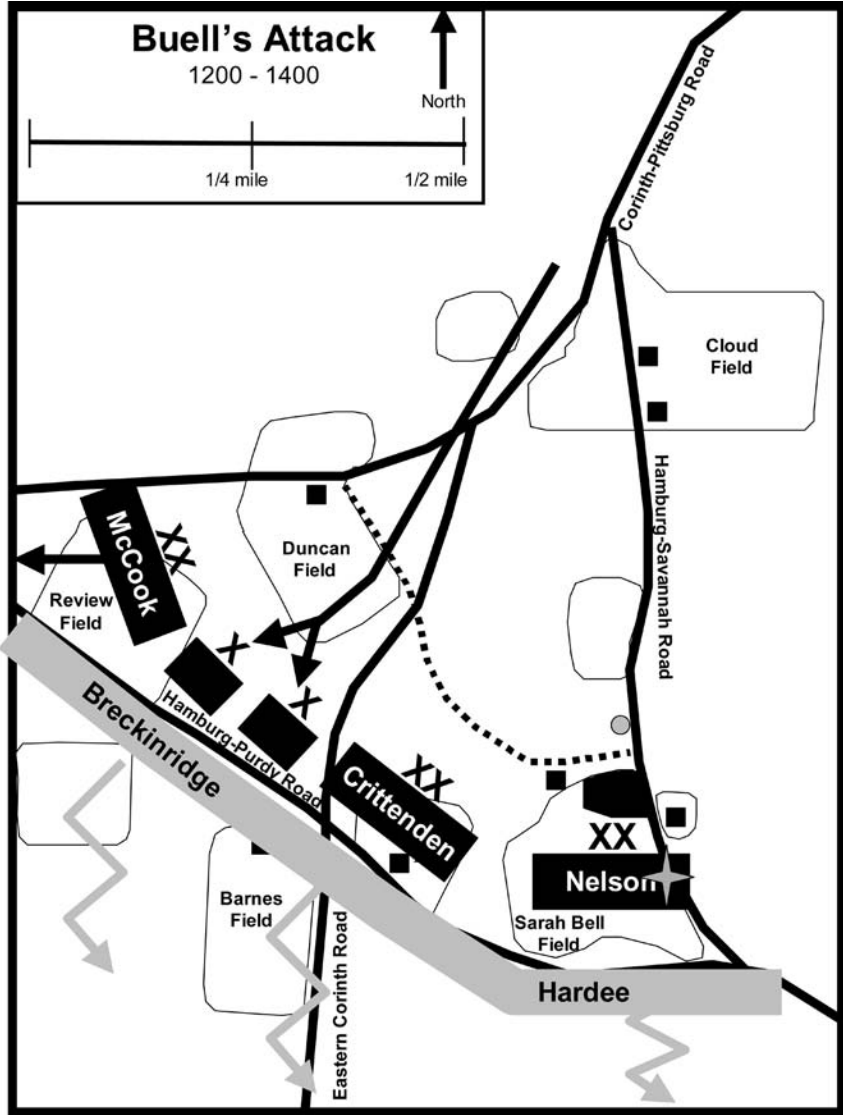 Buell's Attack
1200 - 1400
North
1/4 mile
1/2 mile
Corinth-Pittsburg Road
Cloud
Field
Hamburg-Savannah Road
McCook
XX
Duncan
Field
Review
Field
X
X
Hamburg-Purdy Road
Breckinridge
XX
Crittenden
XX
Nelson
Barnes
Field
Sarah Bell
Field
Eastern Corinth Road
Hardee